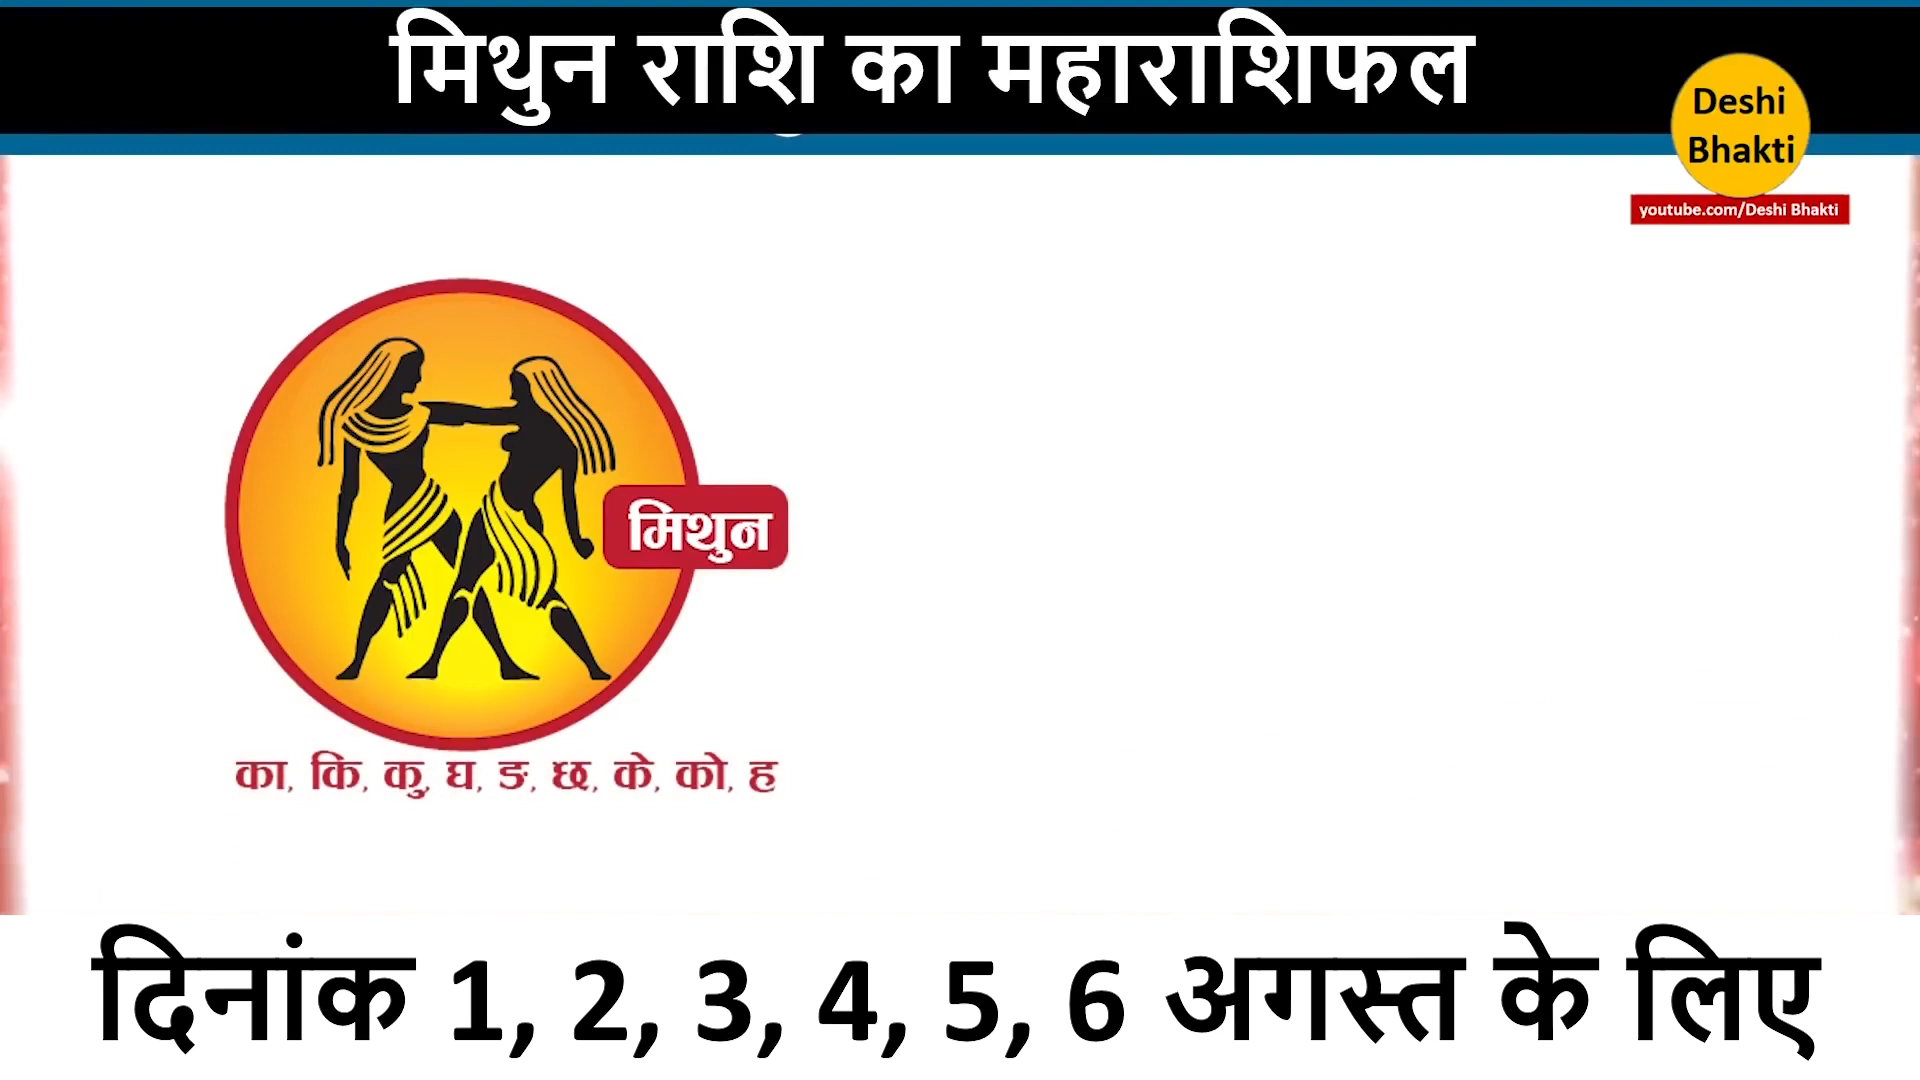 मिथुन राशि का महाराशिफल
Deshi
Bhakti
youtube.com/Deshi Bhakti
मिथुन
का, कि, कु, घ, ङ, छ, के, को, ह
दिनांक 1, 2, 3, 4, 5, 6 अगस्त के लिए